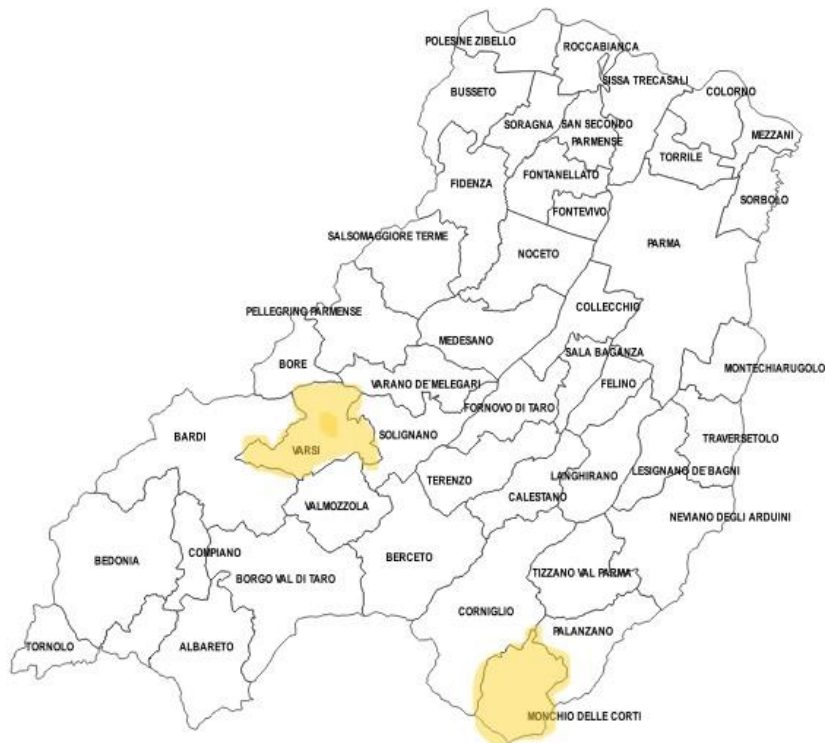 POLESINE ZIBELLO
ROCCABIANCA
SISSA TRECASALI
BUSSETO
COLORNO
SORAGNA
SAN SECONDO
PARMENSE
MEZZANI
TORRILE
FONTANELLATO
FIDENZA
SORBOLO
FONTEVIVO
SALSOMAGGIORE TERME
PARMA
NOCETO
COLLECCHIO
PELLEGRINO PARMENSE
MEDESANO
SALA BAGANZA
BORE
MONTECHIARUGOLO
VARANO DE'MELEGARI
FELINO
FORNOVO DI TARO
BARDI
SOLIGNANO
TRAVERSETOLO
VARSI
LESIGNANO DE'BAGNI
LANGHIRANO
TERENZO
CALESTANO
VALMOZZOLA
NEVIANO DEGLI ARDUINI
COMPIANO
BERCETO
BEDONIA
TIZZANO VAL PARMA
BORGO VAL DI TARO
CORNIGLIO
PALANZANO
TORNOLO
ALBARETO
MONCHIO DELLE CORTI